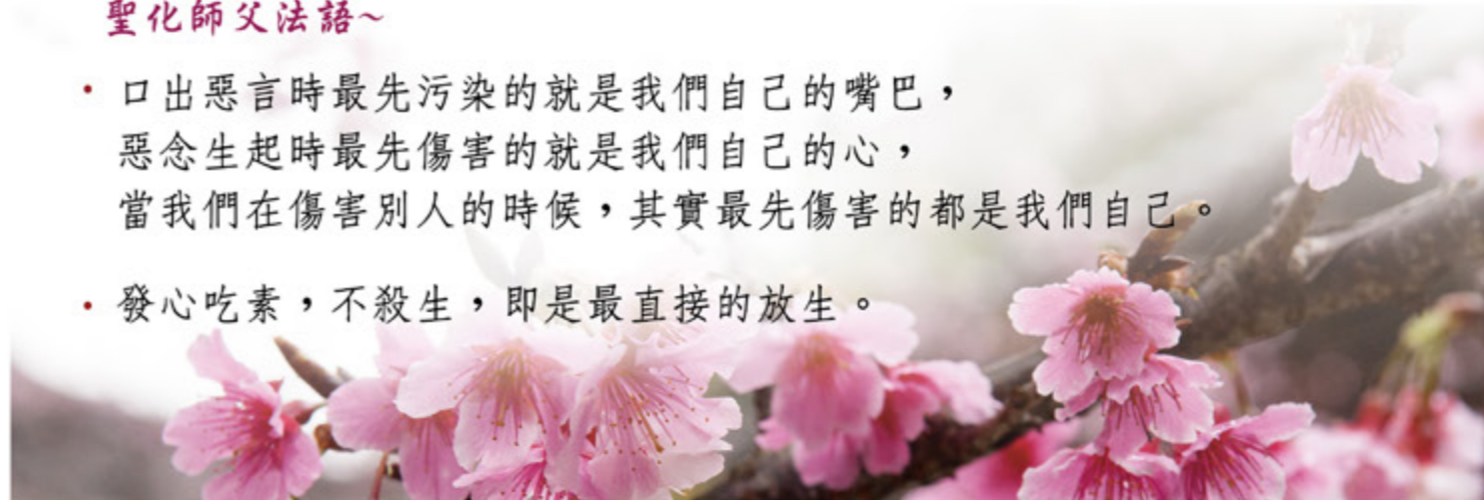 聖化師父法語~
• 口出惡言時最先污染的就是我們自己的嘴巴，
惡念生起時最先傷害的就是我們自己的心，
當我們在傷害別人的時候，其實最先傷害的都是我們自己。
• 發心吃素，不殺生，即是最直接的放生。